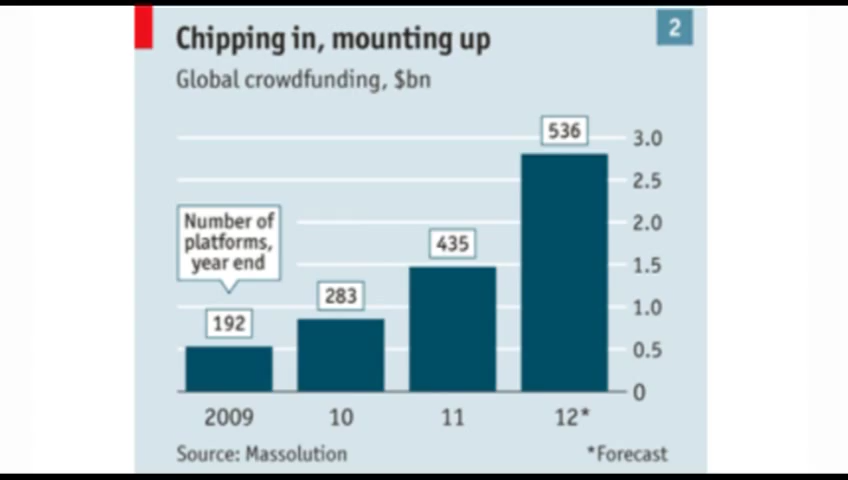 Chipping in, mounting up
2
Global crowdfunding, $bn
536
3.0
2.5
Number of
platforms,
year end
2.0
435
1.5
283
1.0
192
0.5
0
2009 10 11 12*
Source: Massolution *Forecast